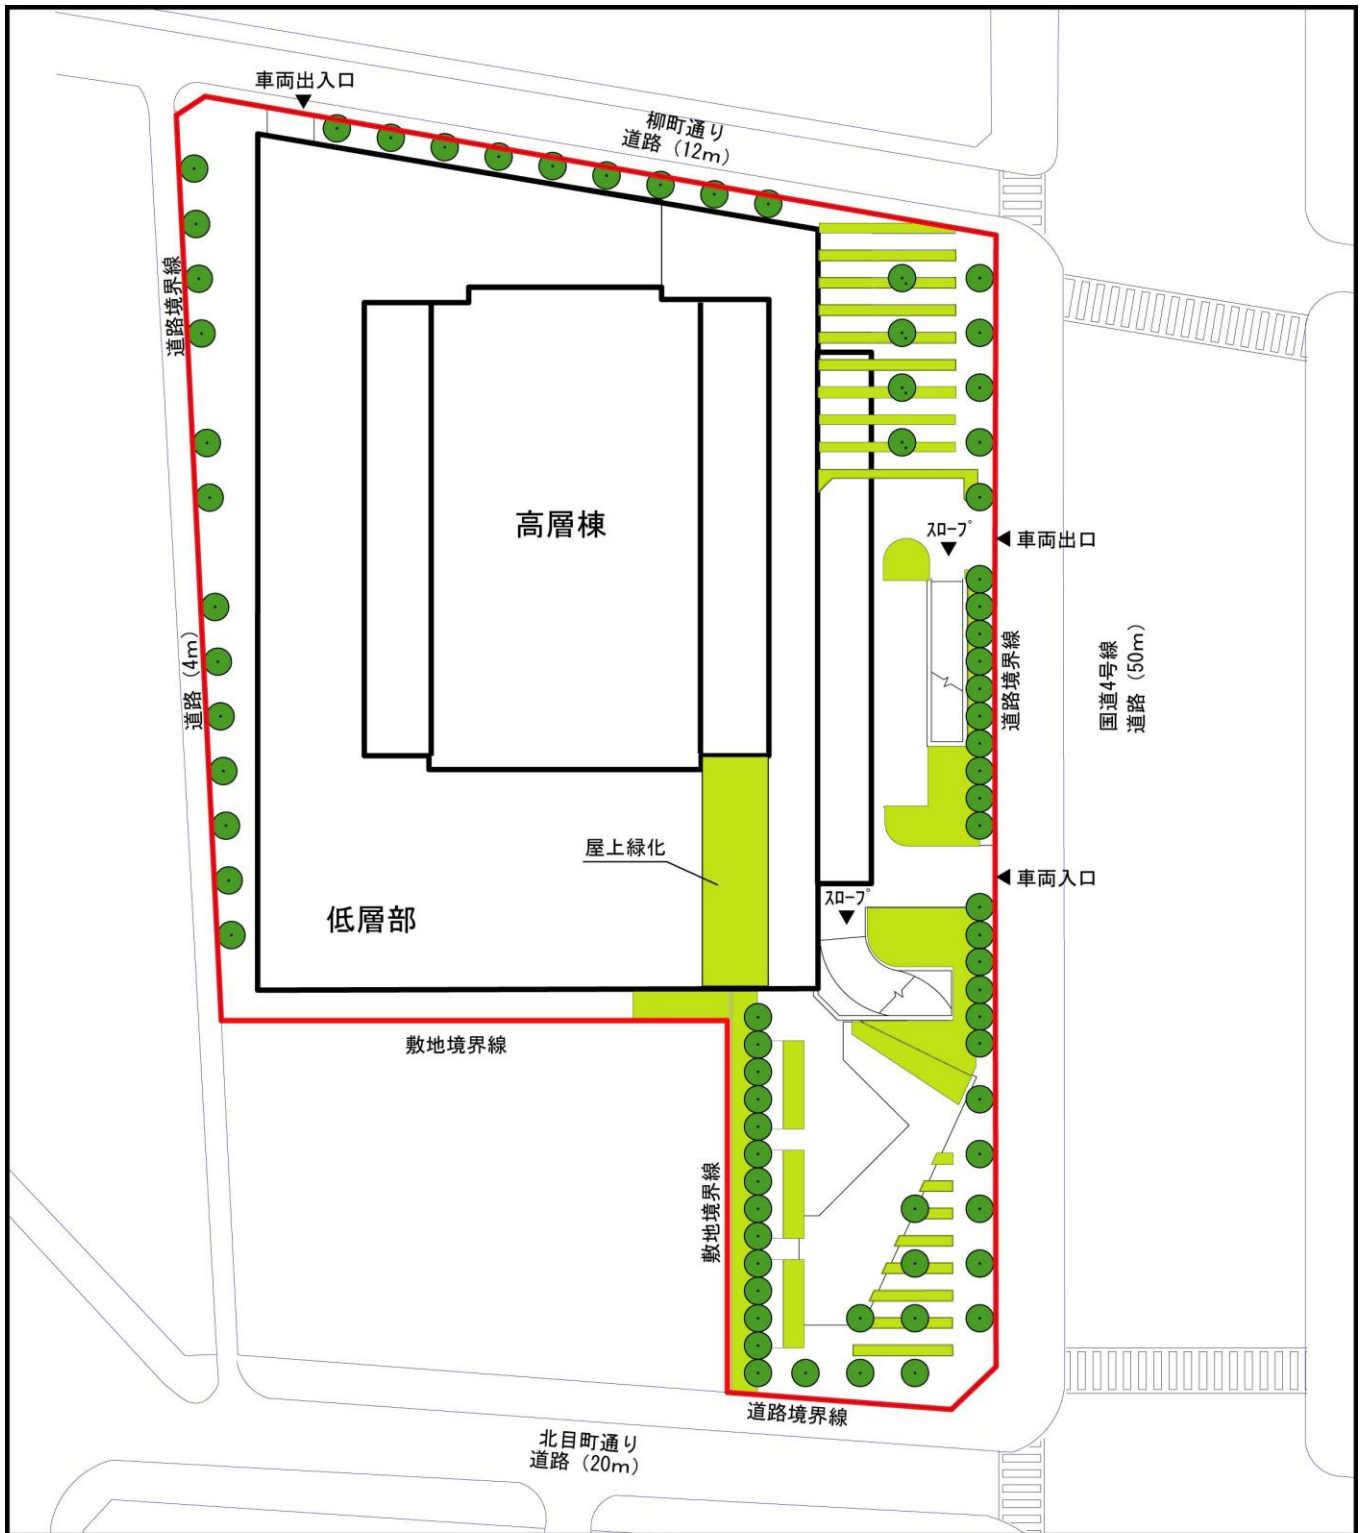 車両出入口
柳町通り
道路（12m）
道路境界線
高層棟
ｽﾛｰﾌﾟ
車両出口
道路（4m）
道路境界線
国道4号線
道路（50m）
屋上緑化
車両入口
ｽﾛｰﾌﾟ
低層部
敷地境界線
敷地境界線
道路境界線
北目町通り
道路（20m）